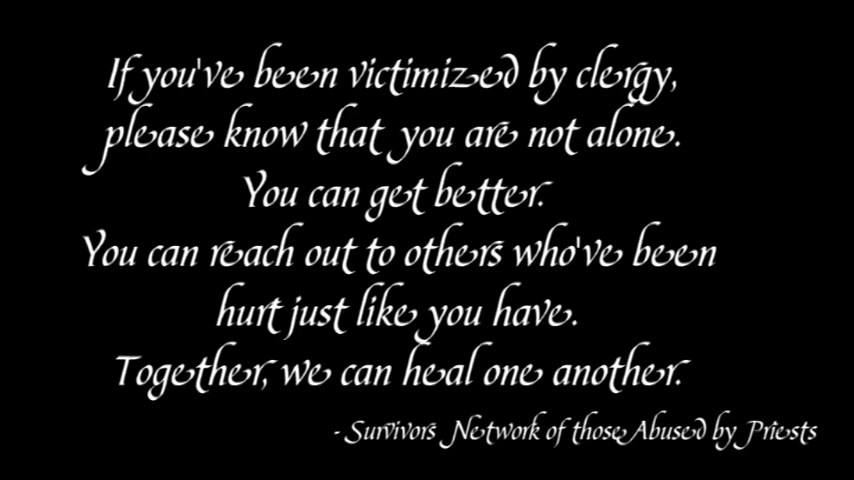 If you've been victimized by clergy,
please know that you are not alone.
You can get better.
You can reach out to others who've been
hurt just like you have.
Together, we can heal one another.
- Survivors Network of those Abused by Priests